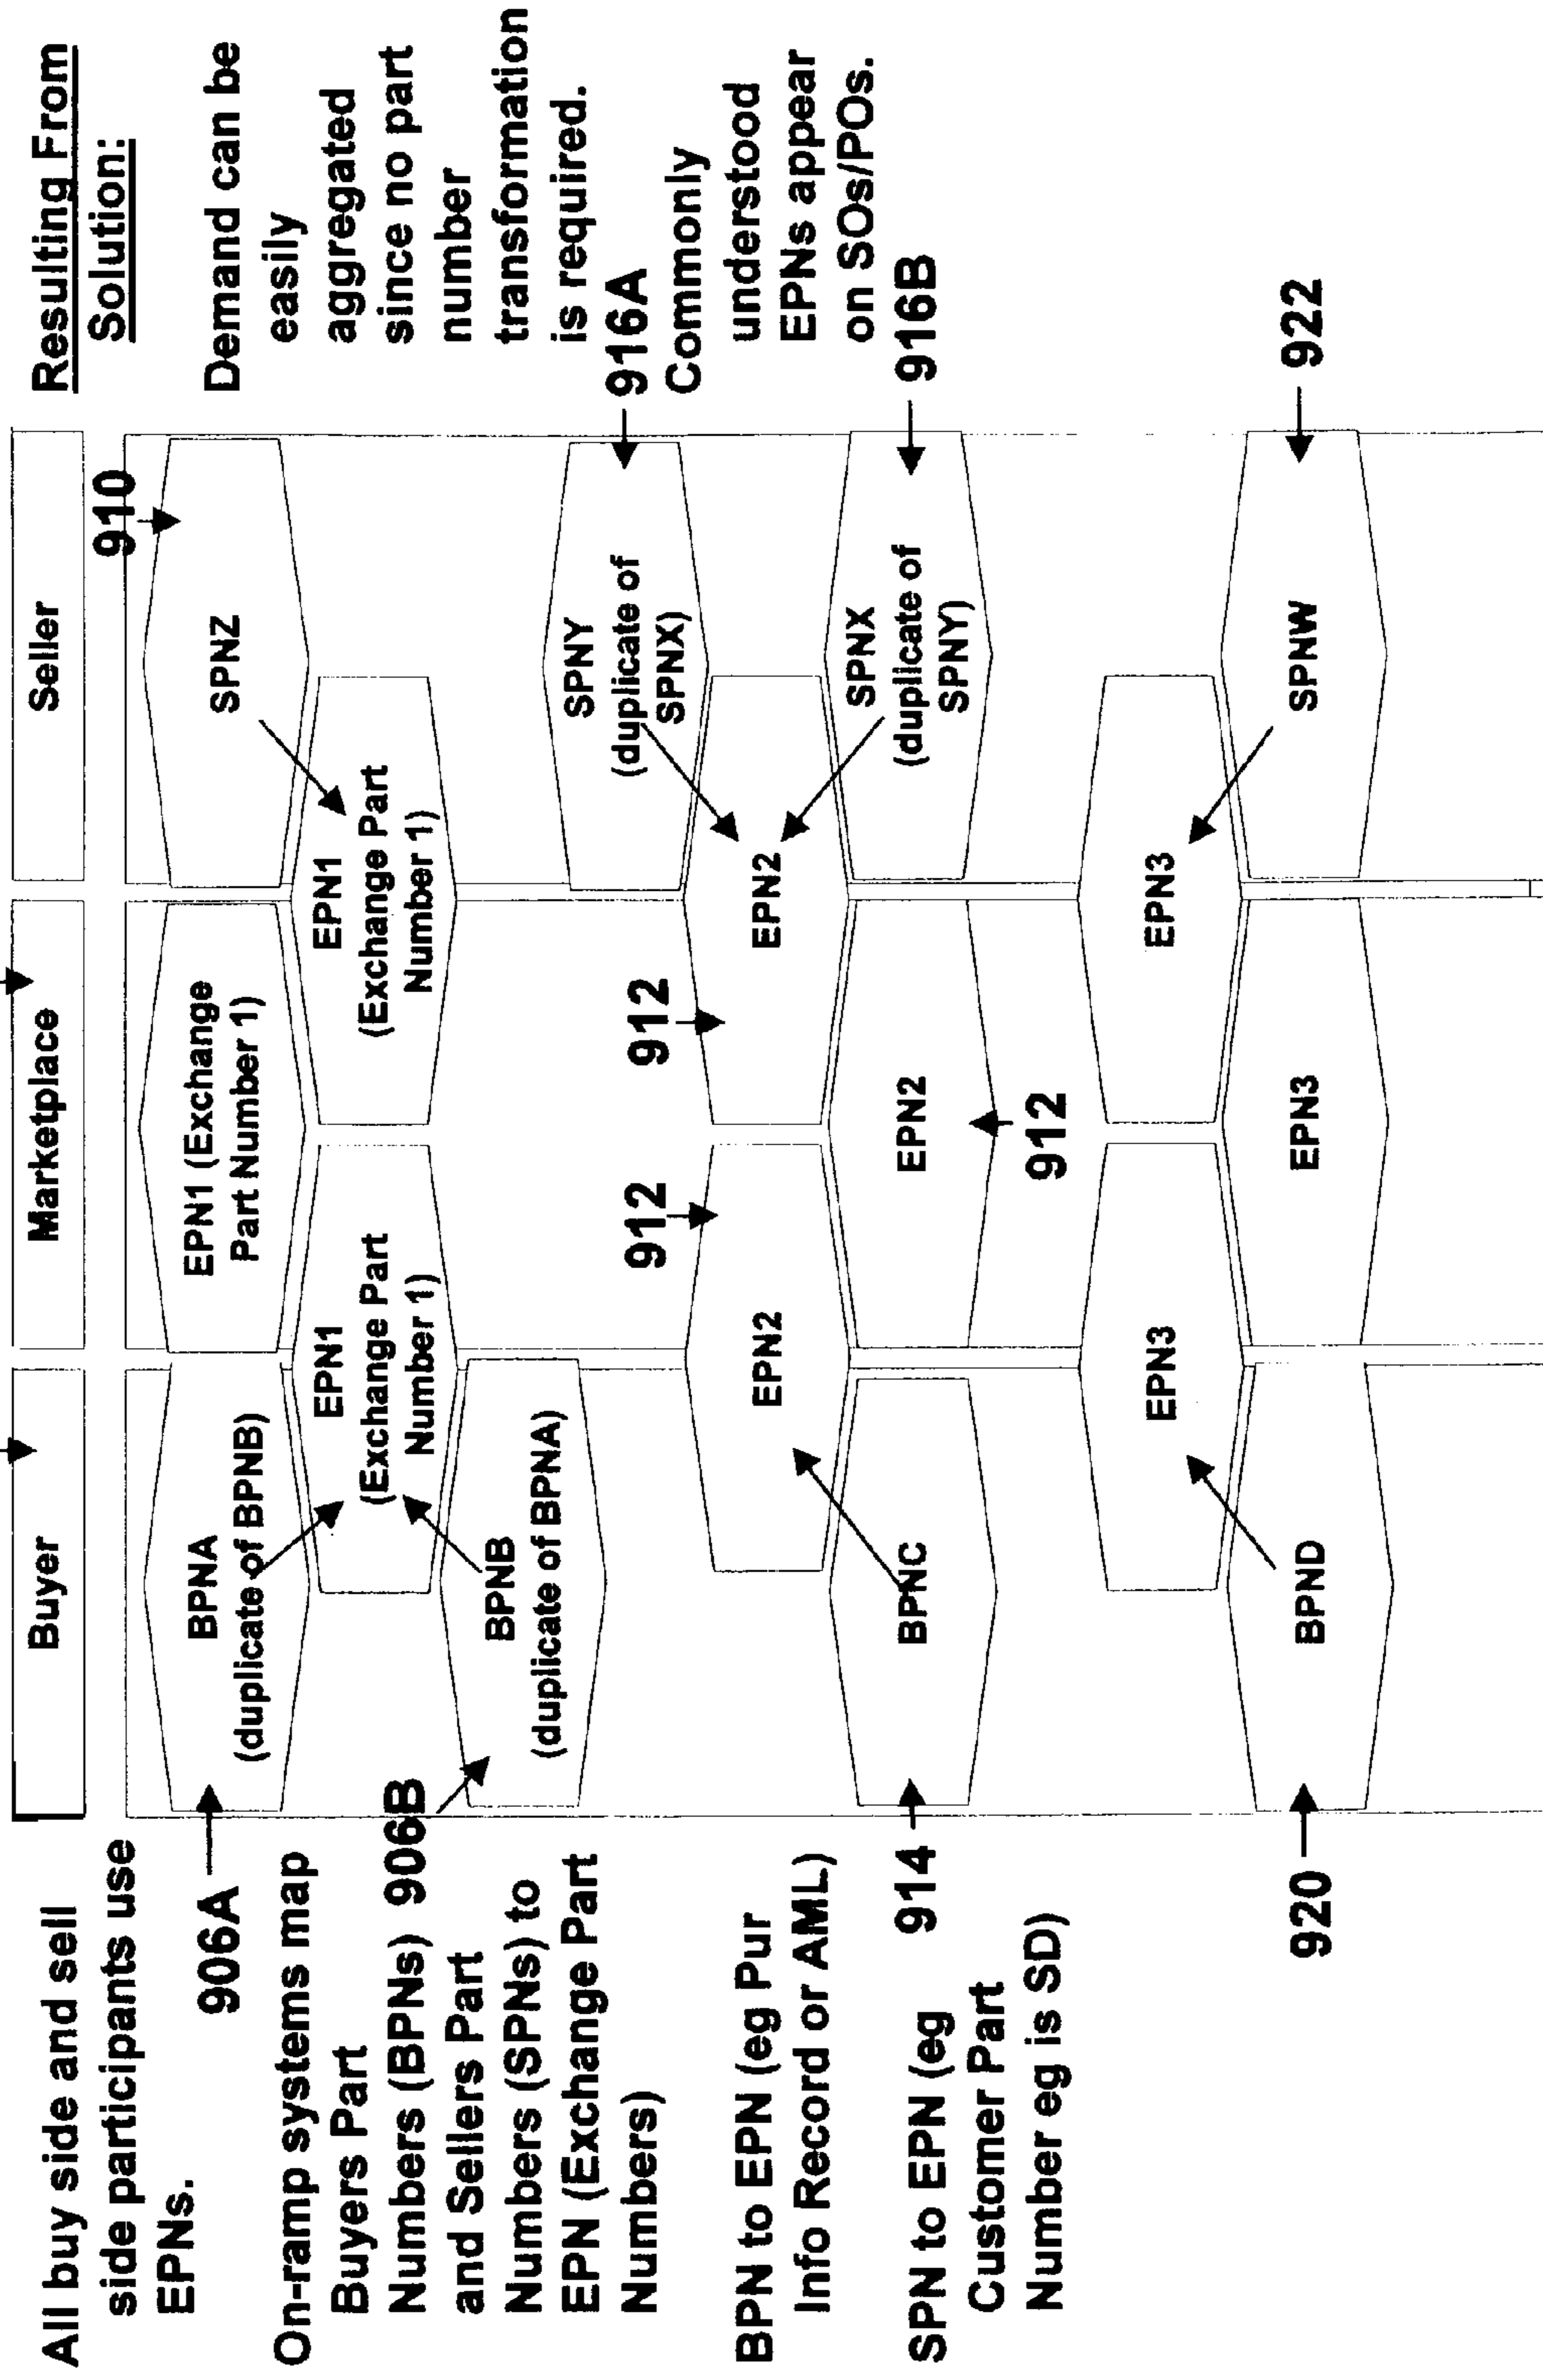 All buy side and sell
side participants use
EPNs.
906A
On-ramp systems map
Buyers Part
Numbers (BPNs)
906B
and Sellers Part
Numbers (SPNs) to
EPN (Exchange Part
Numbers)
BPN to EPN (eg Pur
Info Record or AML)
914
SPN to EPN (eg
Customer Part
Number eg is SD)
920
Buyer
BPNA
(duplicate of BPNB)
EPN1
(Exchange Part
Number 1)
BPNB
(duplicate of BPNA)
EPN2
BPNC
EPN3
BPND
Marketplace
EPN1 (Exchange
Part Number 1)
912
912
EPN2
912
EPN3
Seller
910
SPNZ
EPN1
(Exchange Part
Number 1)
SPNY
(duplicate of
SPNX)
EPN2
SPNX
(duplicate of
SPNY)
EPN3
SPNW
Resulting From
Solution:
Demand can be
easily
aggregated
since no part
number
transformation
is required.
916A
Commonly
understood
EPNs appear
on SOs/POs.
916B
922